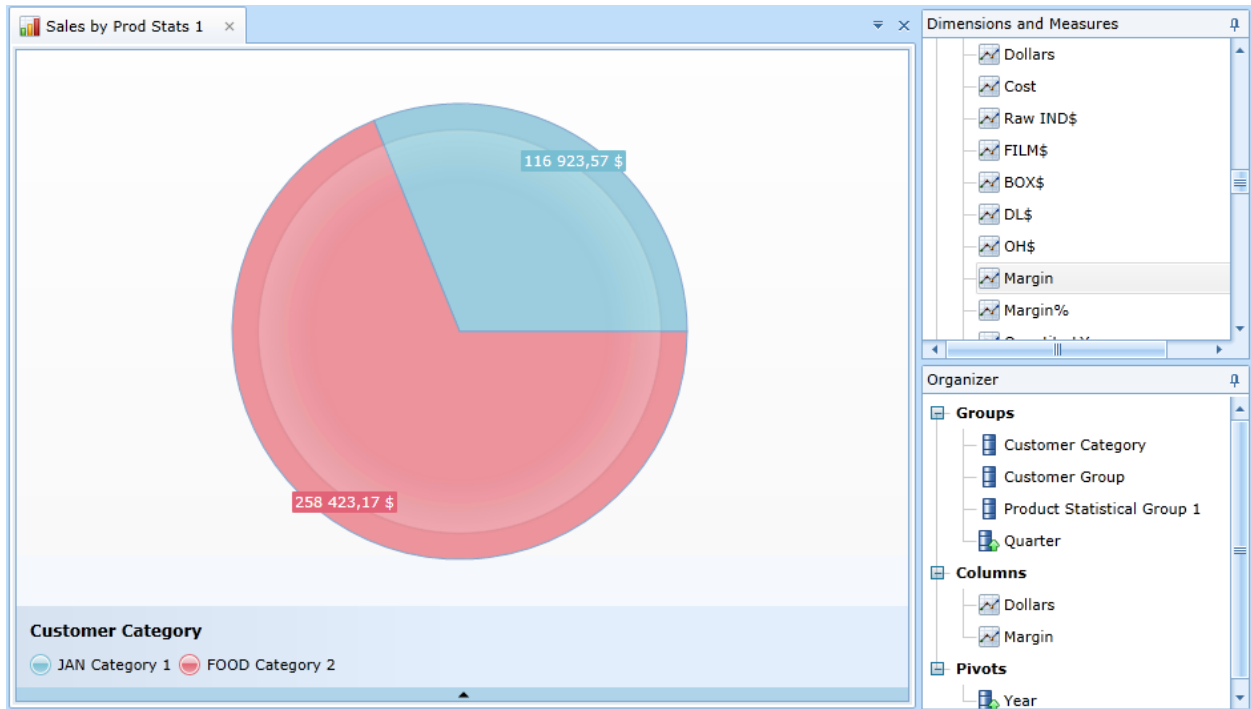 Sales by Prod Stats 1
116 923,57 $
258 423,17 $
Customer Category
JAN Category 1 FOOD Category 2
Dimensions and Measures
Dollars
Cost
Raw IND$
FILM$
BOX$
DL$
OH$
Margin
Margin%
Organizer
Groups
Customer Category
Customer Group
Product Statistical Group 1
Quarter
Columns
Dollars
Margin
Pivots
Year